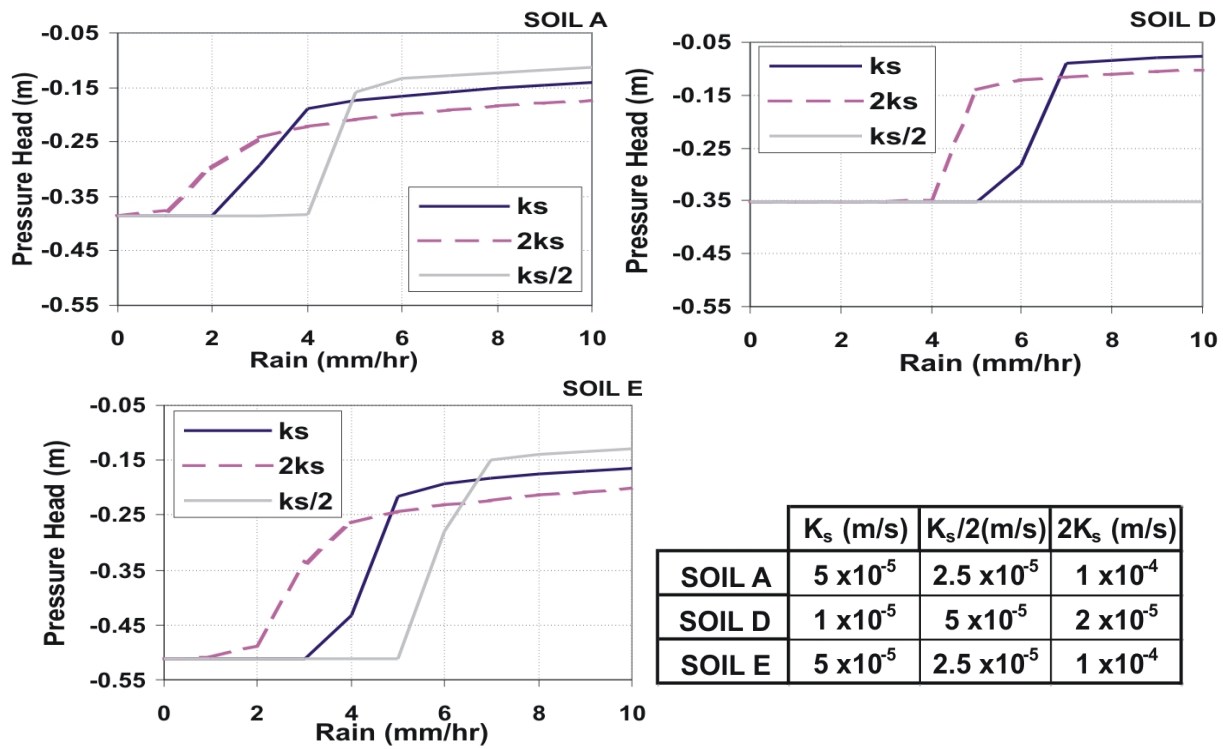 SOIL A
-0.05
-0.15
-0.25
-0.35
-0.45
-0.55
Pressure Head (m)
ks
2ks
ks/2
0 2 4 6 8 10
Rain (mm/hr)
SOIL D
-0.05
-0.15
-0.25
-0.35
-0.45
-0.55
Pressure Head (m)
ks
2ks
ks/2
0 2 4 6 8 10
Rain (mm/hr)
SOIL E
-0.05
-0.15
-0.25
-0.35
-0.45
-0.55
Pressure Head (m)
ks
2ks
ks/2
0 2 4 6 8 10
Rain (mm/hr)
Ks (m/s) Ks/2(m/s) 2Ks (m/s)
SOIL A 5 x10⁻⁵ 2.5 x10⁻⁵ 1 x10⁻⁴
SOIL D 1 x10⁻⁵ 5 x10⁻⁵ 2 x10⁻⁵
SOIL E 5 x10⁻⁵ 2.5 x10⁻⁵ 1 x10⁻⁴